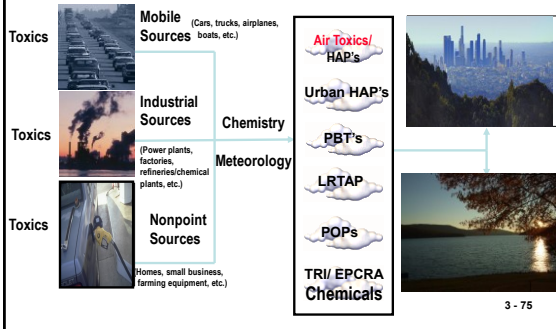 Toxics
Mobile
Sources
(Cars, trucks, airplanes,
boats, etc.)
Toxics
Industrial
Sources
(Power plants,
factories,
refineries/chemical
plants, etc.)
Toxics
Nonpoint
Sources
(Homes, small business,
farming equipment, etc.)
Chemistry
Meteorology
Air Toxics/
HAP's
Urban HAP's
PBT's
LRTAP
POPs
TRI/ EPCRA
Chemicals
3 - 75